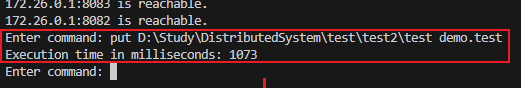 172.26.0.1:8083 is reachable.
172.26.0.1:8082 is reachable.
Enter command: put D:\Study\DistributedSystem\test\test2\test demo.test
Execution time in milliseconds: 1073
Enter command: